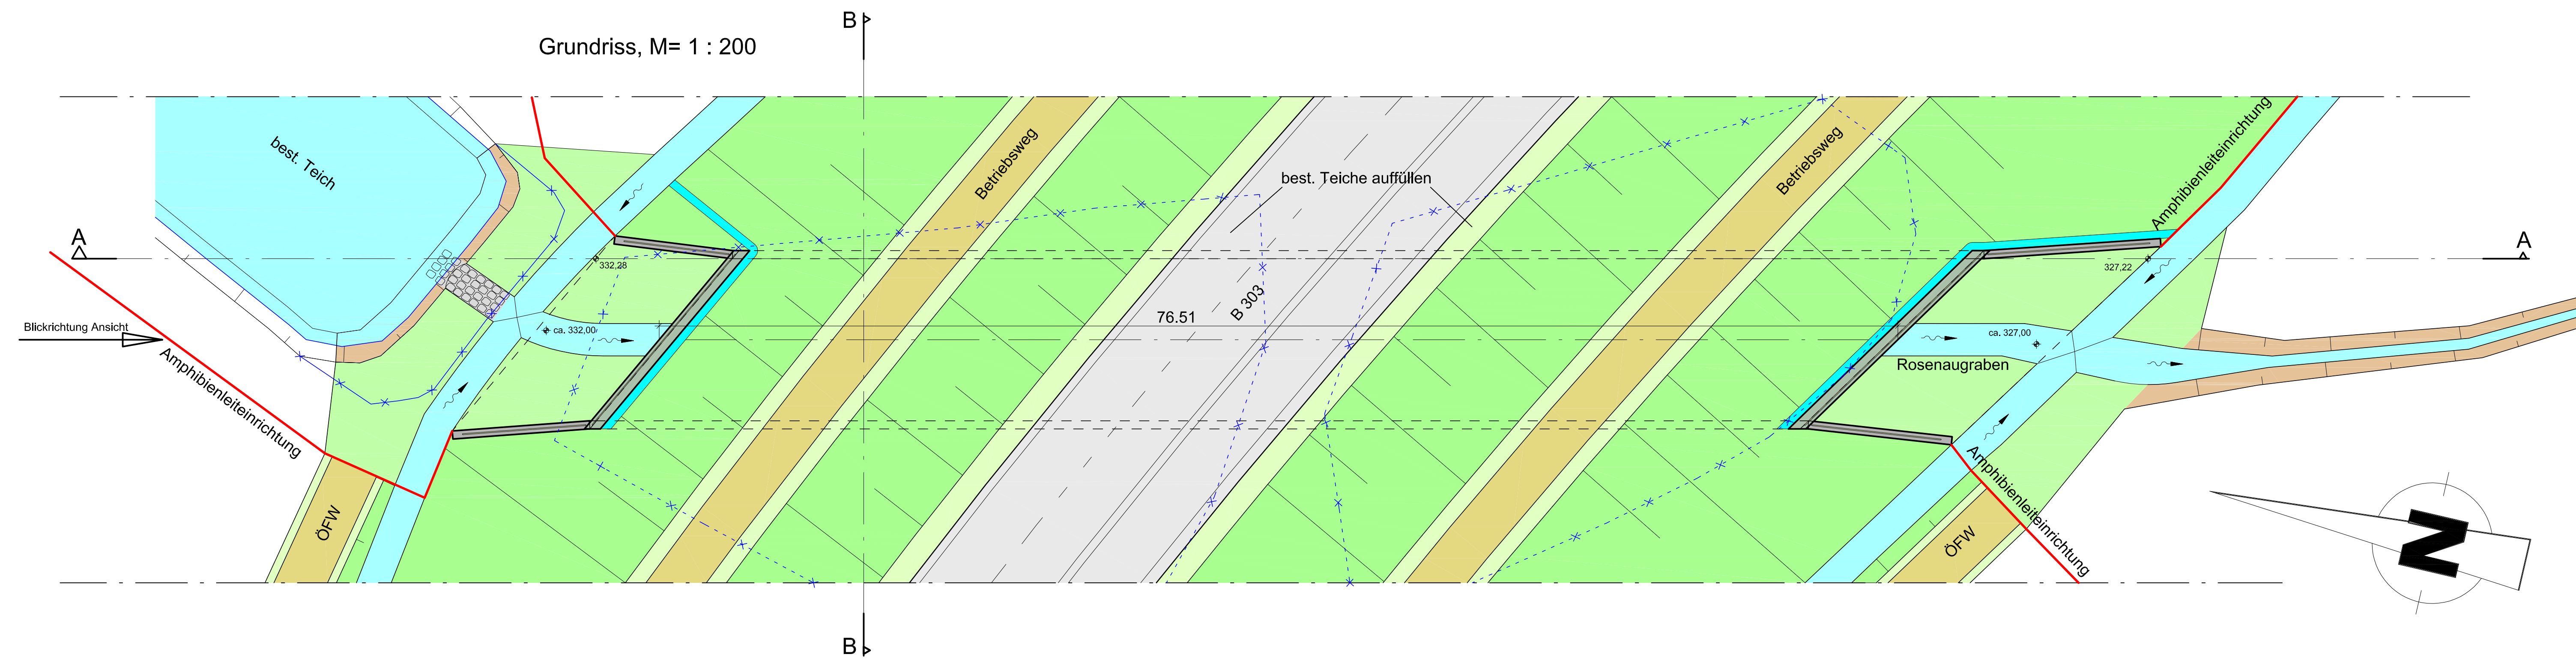 B
Grundriss, M= 1 : 200
best. Teich
Betriebsweg
best. Teiche auffüllen
Betriebsweg
Amphibienleiteinrichtung
A
A
332,28
327,22
B 303
76.51
Blickrichtung Ansicht
ca. 332,00
ca. 327,00
Rosenaugraben
Amphibienleiteinrichtung
Amphibienleiteinrichtung
ÖFW
ÖFW
N
B